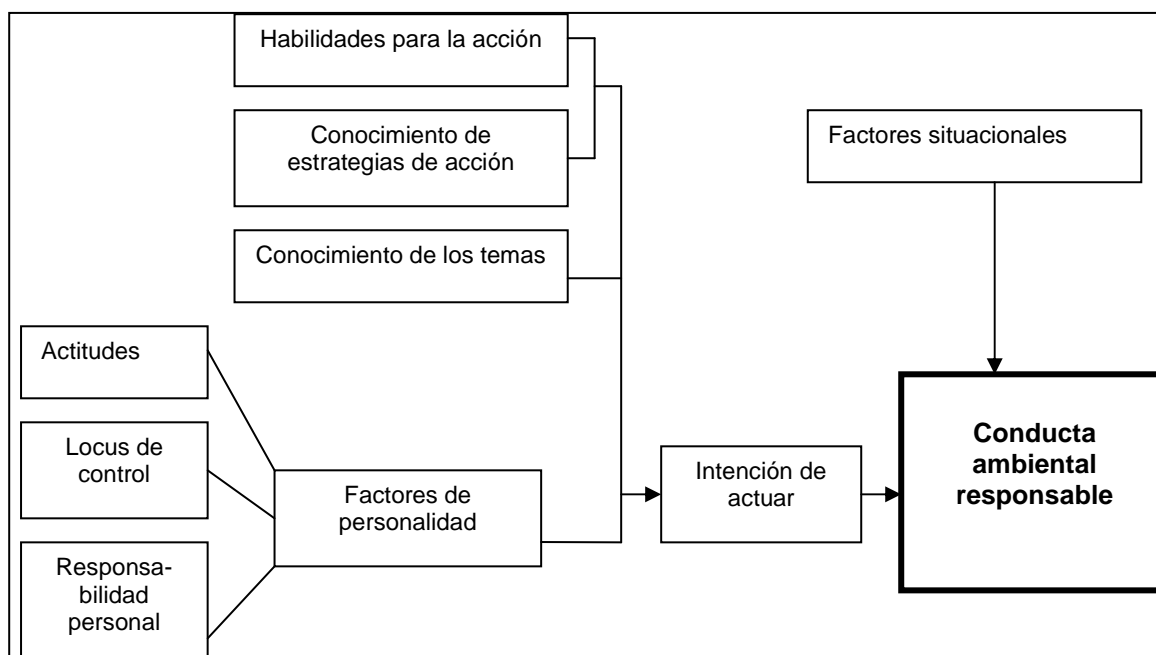 Habilidades para la acción
Conocimiento de
estrategias de acción
Factores situacionales
Conocimiento de los temas
Actitudes
Locus de
control
Factores de
personalidad
Intención de
actuar
Conducta
ambiental
responsable
Responsa-
bilidad
personal